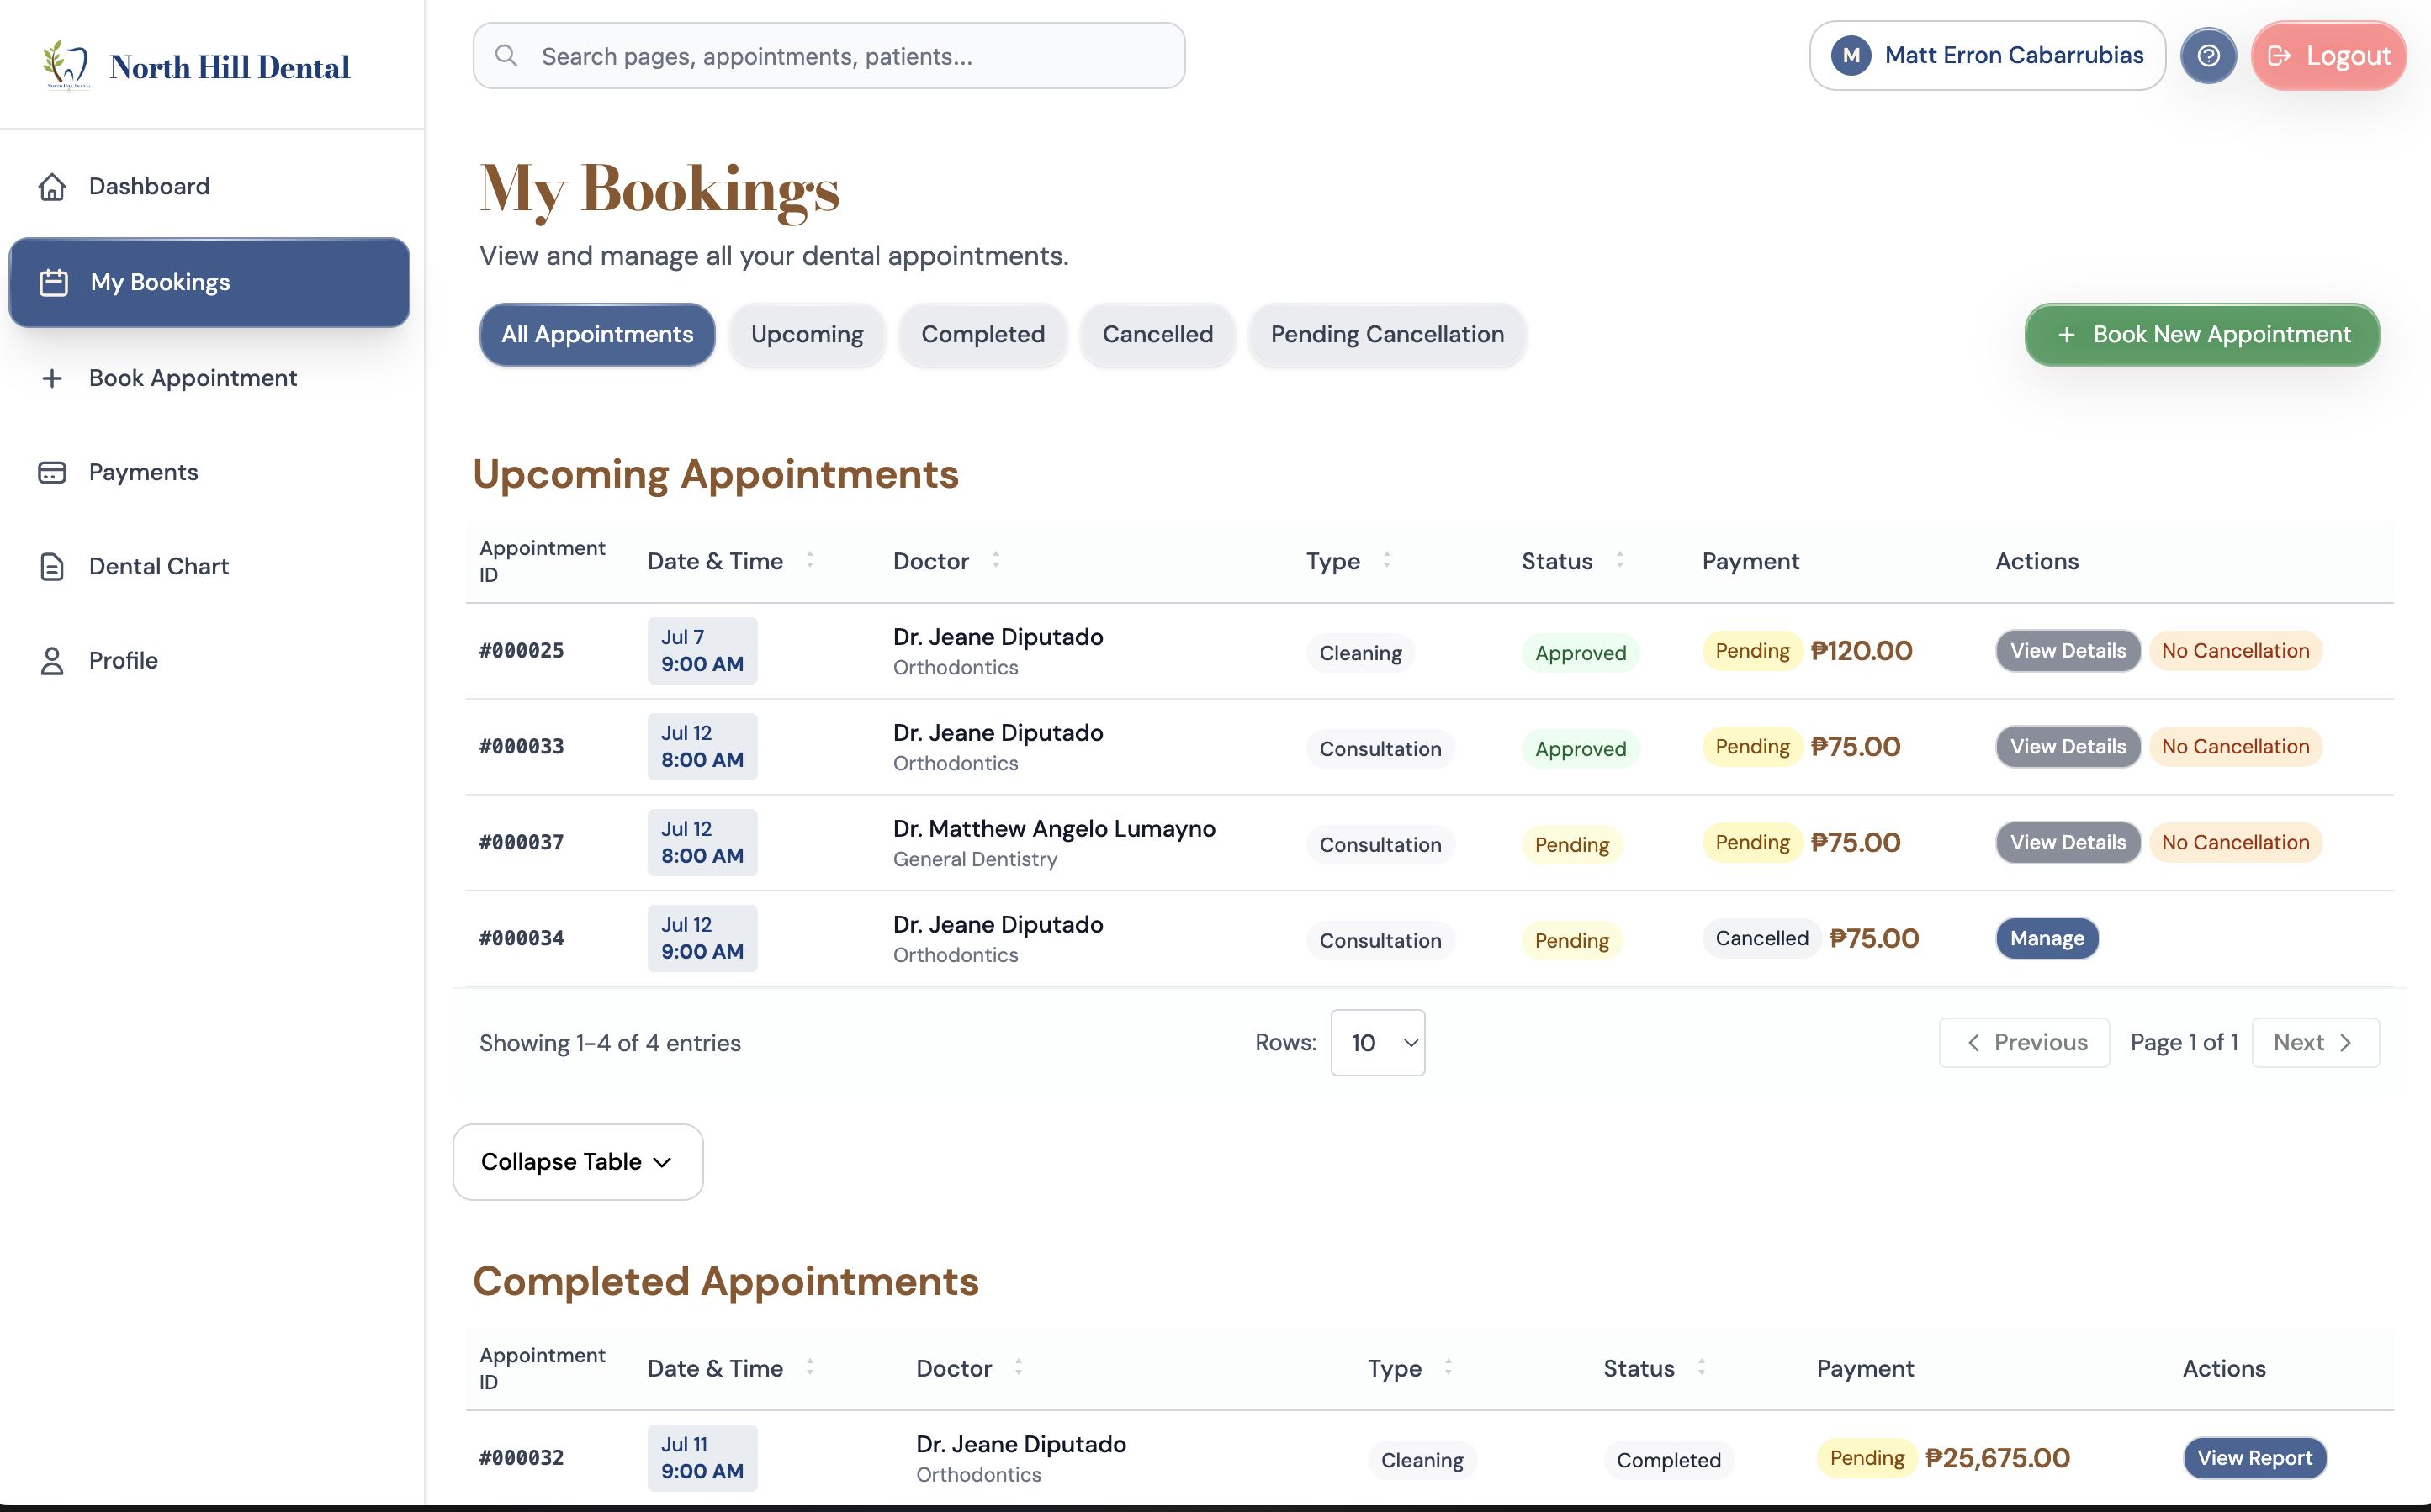 North Hill Dental
Search pages, appointments, patients...
M Matt Erron Cabarrubias
Logout
Dashboard
My Bookings
Book Appointment
Payments
Dental Chart
Profile
My Bookings
View and manage all your dental appointments.
All Appointments Upcoming Completed Cancelled Pending Cancellation
+ Book New Appointment
Upcoming Appointments
Appointment ID Date & Time Doctor Type Status Payment Actions
#000025 Jul 7 9:00 AM Dr. Jeane Diputado Orthodontics Cleaning Approved Pending ₱120.00 View Details No Cancellation
#000033 Jul 12 8:00 AM Dr. Jeane Diputado Orthodontics Consultation Approved Pending ₱75.00 View Details No Cancellation
#000037 Jul 12 8:00 AM Dr. Matthew Angelo Lumayno General Dentistry Consultation Pending Pending ₱75.00 View Details No Cancellation
#000034 Jul 12 9:00 AM Dr. Jeane Diputado Orthodontics Consultation Pending Cancelled ₱75.00 Manage
Showing 1-4 of 4 entries
Rows: 10
Previous Page 1 of 1 Next
Collapse Table
Completed Appointments
Appointment ID Date & Time Doctor Type Status Payment Actions
#000032 Jul 11 9:00 AM Dr. Jeane Diputado Orthodontics Cleaning Completed Pending ₱25,675.00 View Report